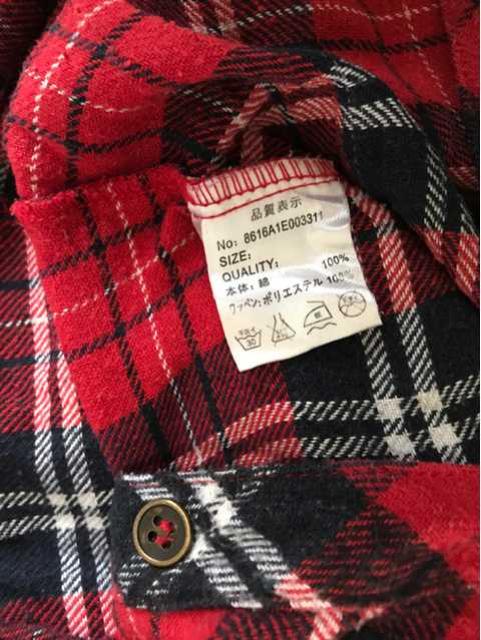 品質表示
No: 8616A1E003311
SIZE:
QUALITY:
本体: 綿 100%
ワッペン: ポリエステル 100%
30